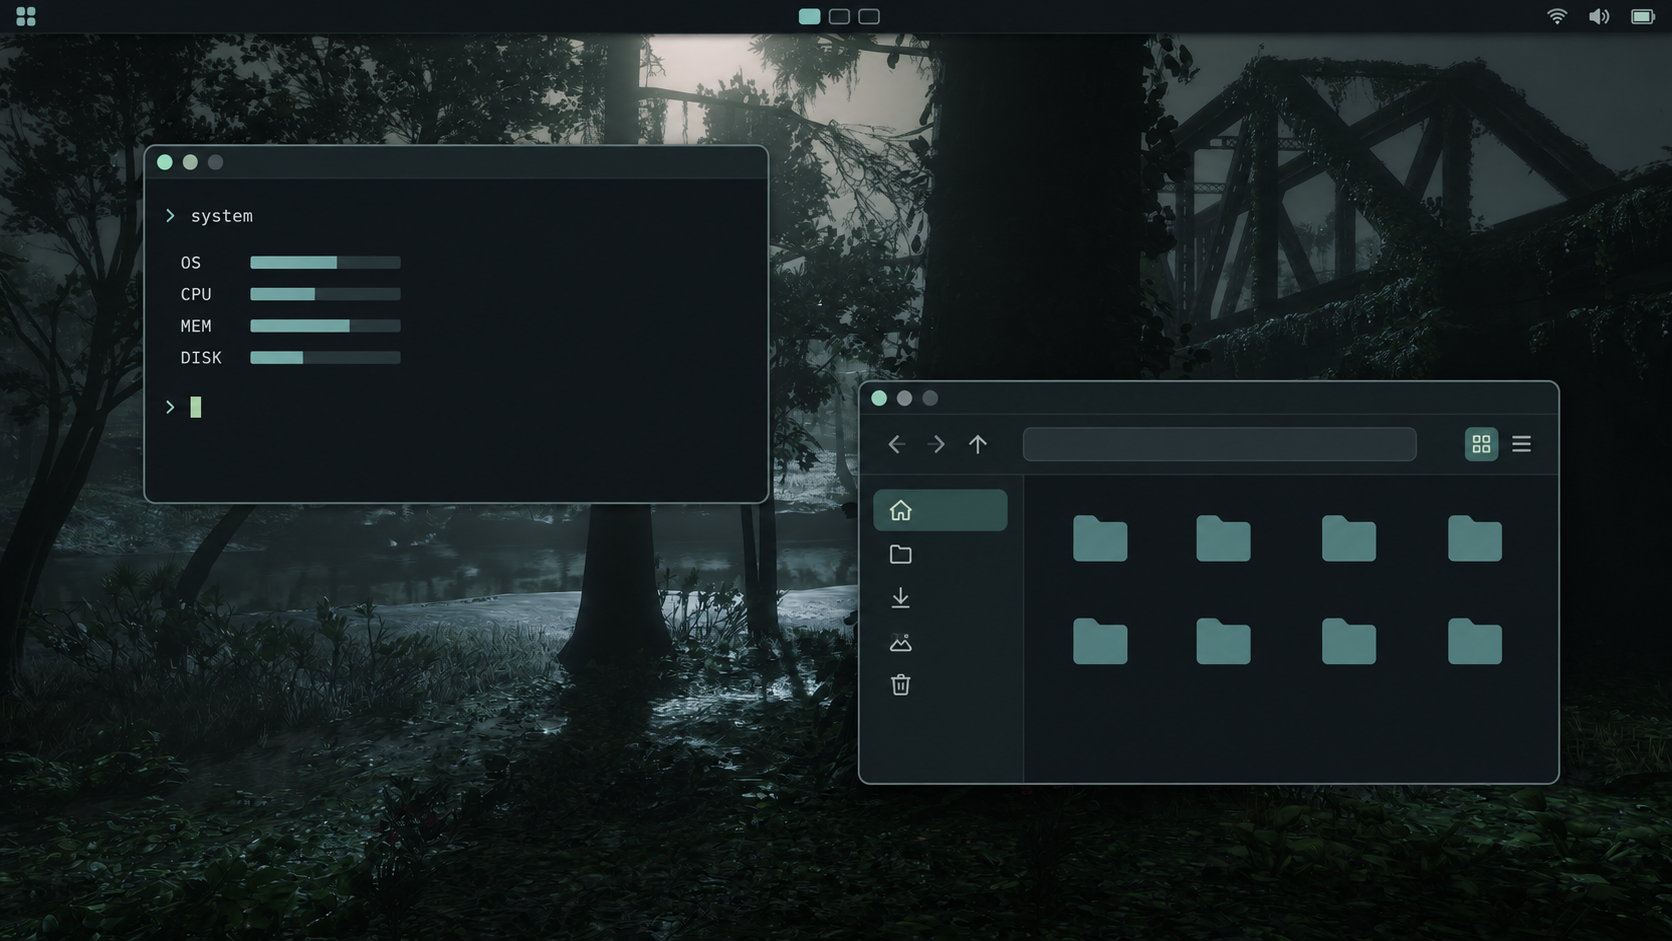 > system
OS
CPU
MEM
DISK
>